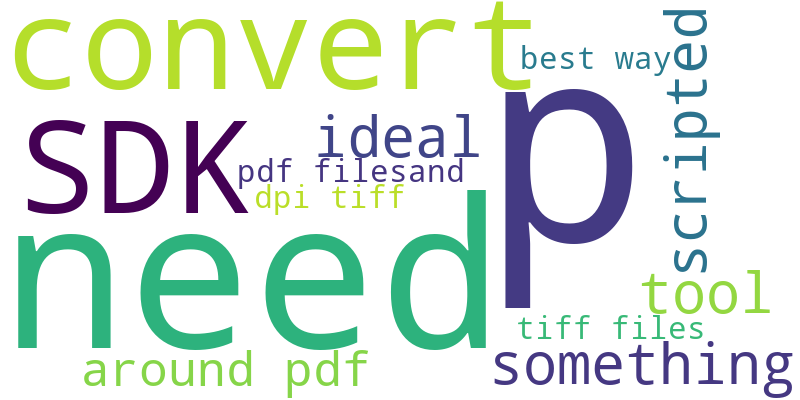 convert
best way
scripted
p
SDK
ideal
pdf filesand
dpi tiff
need
tool
tiff files
around pdf
something